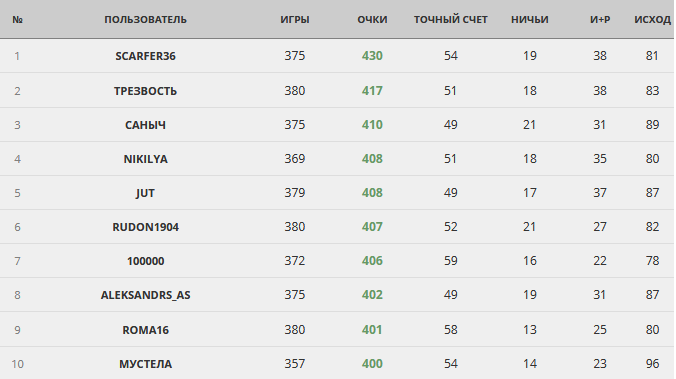 № ПОЛЬЗОВАТЕЛЬ ИГРЫ ОЧКИ ТОЧНЫЙ СЧЕТ НИЧЬИ И+Р ИСХОД
1 SCARFER36 375 430 54 19 38 81
2 ТРЕЗВОСТЬ 380 417 51 18 38 83
3 САНЫЧ 375 410 49 21 31 89
4 NIKILYA 369 408 51 18 35 80
5 JUT 379 408 49 17 37 87
6 RUDON1904 380 407 52 21 27 82
7 100000 372 406 59 16 22 78
8 ALEKSANDRS_AS 375 402 49 19 31 87
9 ROMA16 380 401 58 13 25 80
10 МУСТЕЛА 357 400 54 14 23 96